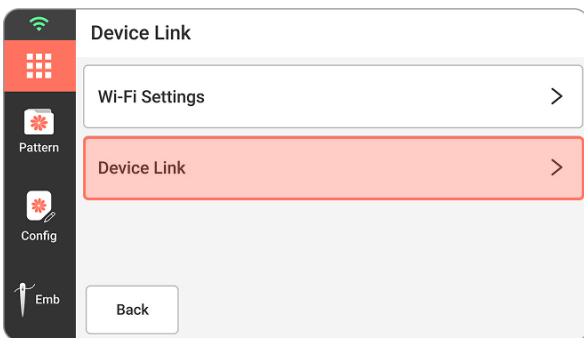 Device Link
Wi-Fi Settings
Pattern
Device Link
Config
Emb
Back